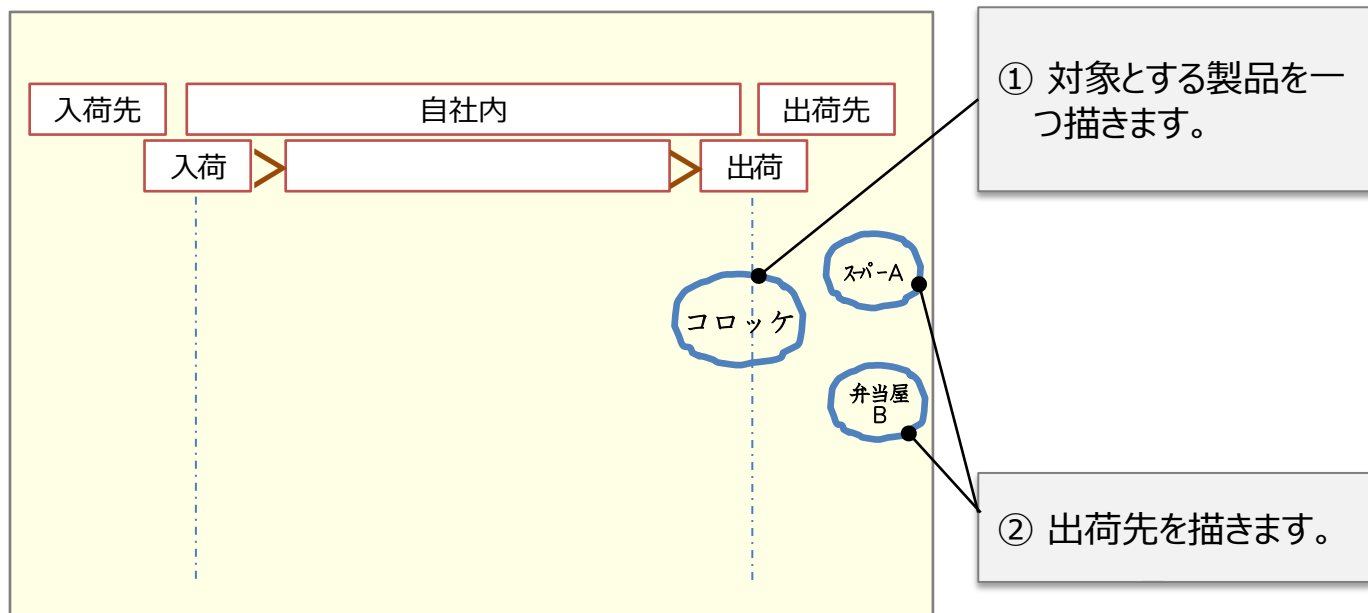 入荷先
自社内
出荷先
入荷
出荷
① 対象とする製品を一
つ描きます。
スーパーA
コロッケ
弁当屋
B
② 出荷先を描きます。